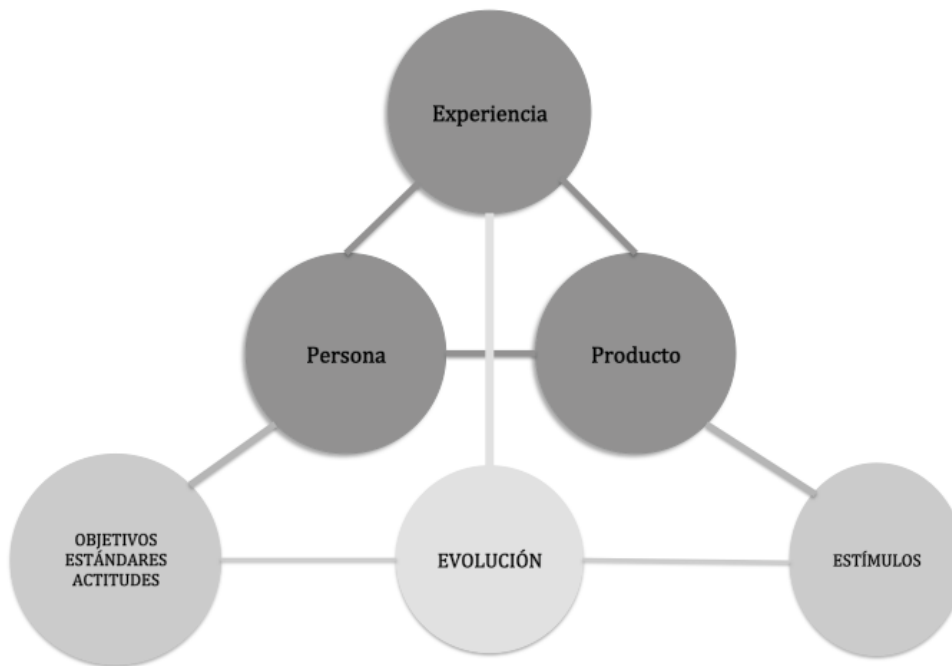 Experiencia
Persona
Producto
OBJETIVOS
ESTÁNDARES
ACTITUDES
EVOLUCIÓN
ESTÍMULOS